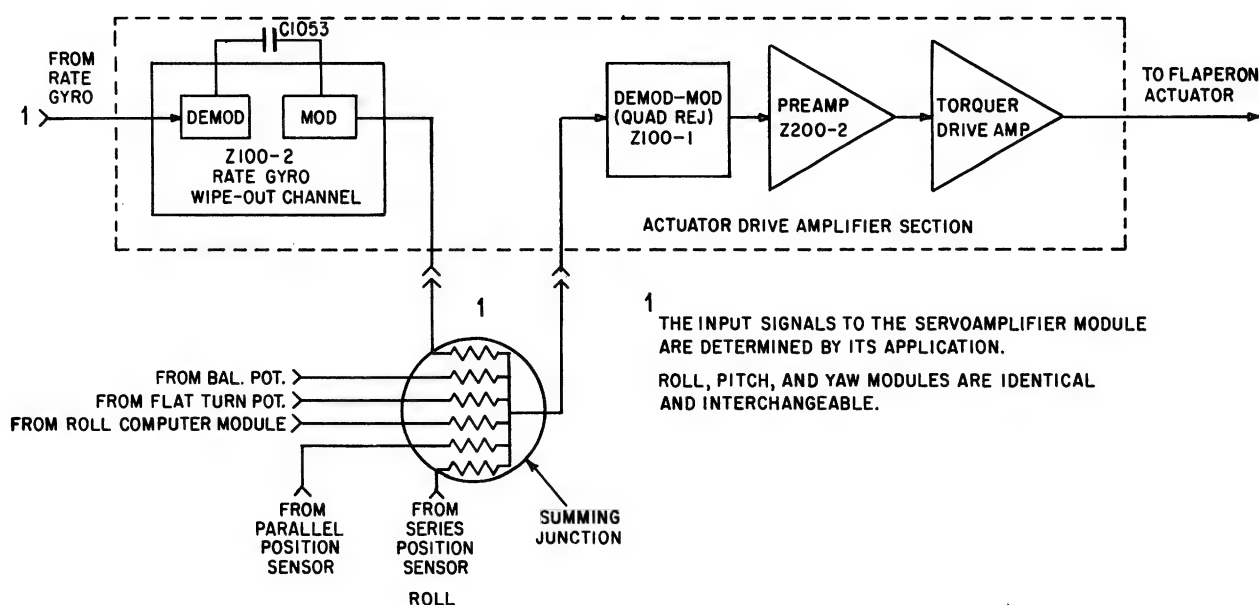 C1053
FROM
RATE
GYRO
1
DEMOD
MOD
Z100-2
RATE GYRO
WIPE-OUT CHANNEL
DEMOD-MOD
(QUAD REJ)
Z100-1
PREAMP
Z200-2
TORQUER
DRIVE AMP
TO FLAPERON
ACTUATOR
ACTUATOR DRIVE AMPLIFIER SECTION
1
FROM BAL. POT.
FROM FLAT TURN POT.
FROM ROLL COMPUTER MODULE
FROM
PARALLEL
POSITION
SENSOR
FROM
SERIES
POSITION
SENSOR
ROLL
SUMMING
JUNCTION
1
THE INPUT SIGNALS TO THE SERVOAMPLIFIER MODULE
ARE DETERMINED BY ITS APPLICATION.
ROLL, PITCH, AND YAW MODULES ARE IDENTICAL
AND INTERCHANGEABLE.